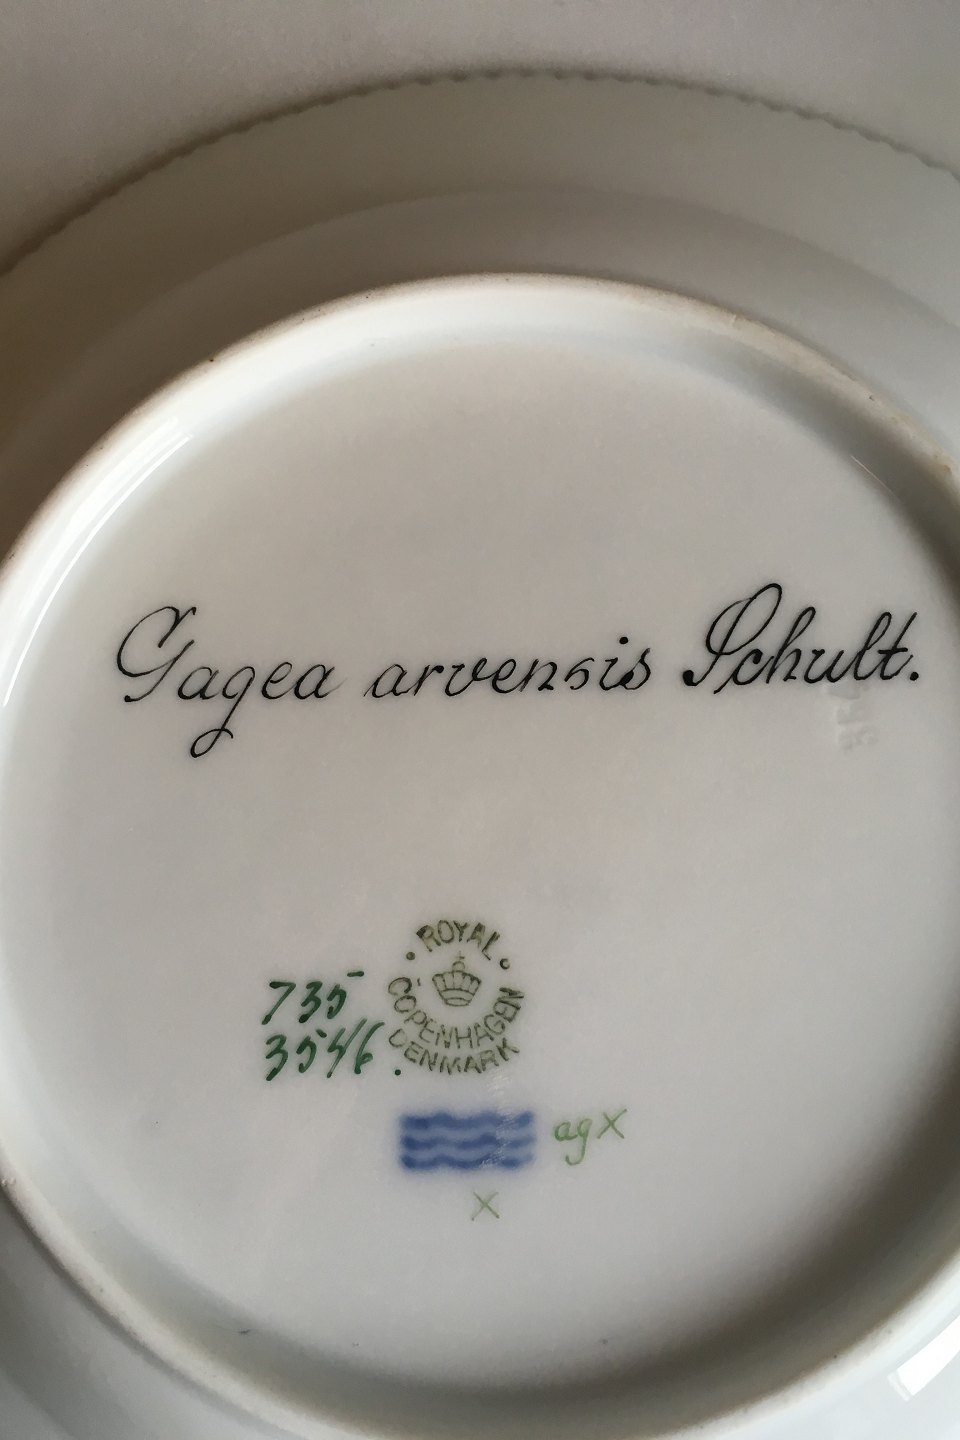 Gagea arvensis Schult.
ROYAL
COPENHAGEN
DENMARK
735
3546.
agX
X